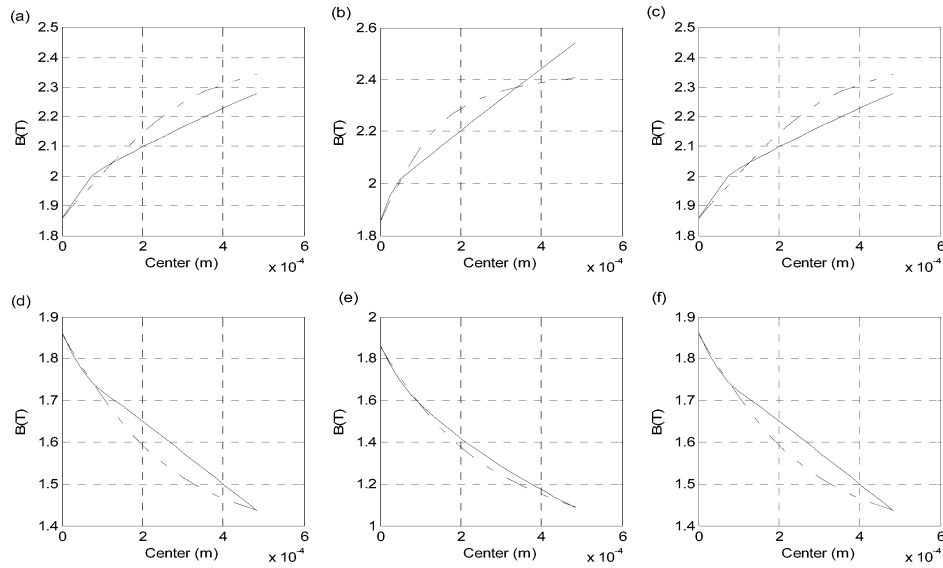 (a)
2.5
2.4
2.3
2.2
2.1
2
1.9
1.8
B(T)
0 2 4 6
Center (m)
x 10⁻⁴
(b)
2.6
2.4
2.2
2
1.8
B(T)
0 2 4 6
Center (m)
x 10⁻⁴
(c)
2.5
2.4
2.3
2.2
2.1
2
1.9
1.8
B(T)
0 2 4 6
Center (m)
x 10⁻⁴
(d)
1.9
1.8
1.7
1.6
1.5
1.4
B(T)
0 2 4 6
Center (m)
x 10⁻⁴
(e)
2
1.8
1.6
1.4
1.2
1
B(T)
0 2 4 6
Center (m)
x 10⁻⁴
(f)
1.9
1.8
1.7
1.6
1.5
1.4
B(T)
0 2 4 6
Center (m)
x 10⁻⁴